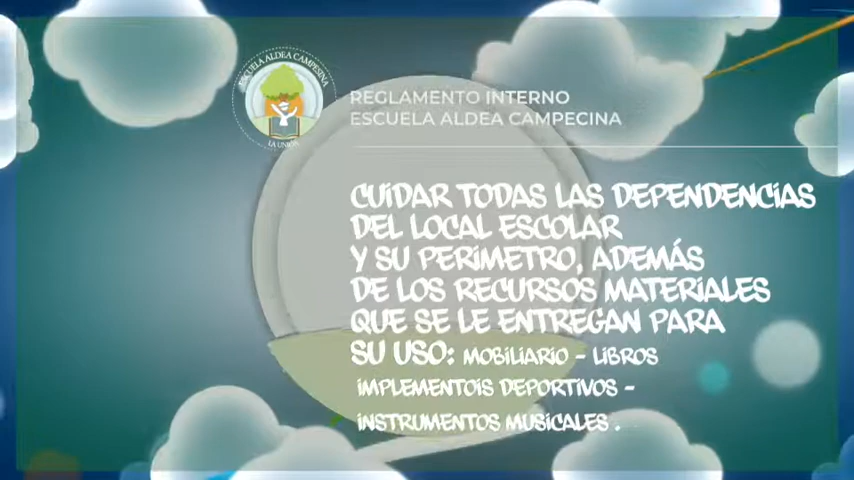 ESCUELA ALDEA CAMPESINA
LA UNIÓN
REGLAMENTO INTERNO
ESCUELA ALDEA CAMPECINA
CUIDAR TODAS LAS DEPENDENCIAS
DEL LOCAL ESCOLAR
Y SU PERIMETRO, ADEMÁS
DE LOS RECURSOS MATERIALES
QUE SE LE ENTREGAN PARA
SU USO: MOBILIARIO - LIBROS
IMPLEMENTOIS DEPORTIVOS -
INSTRUMENTOS MUSICALES .